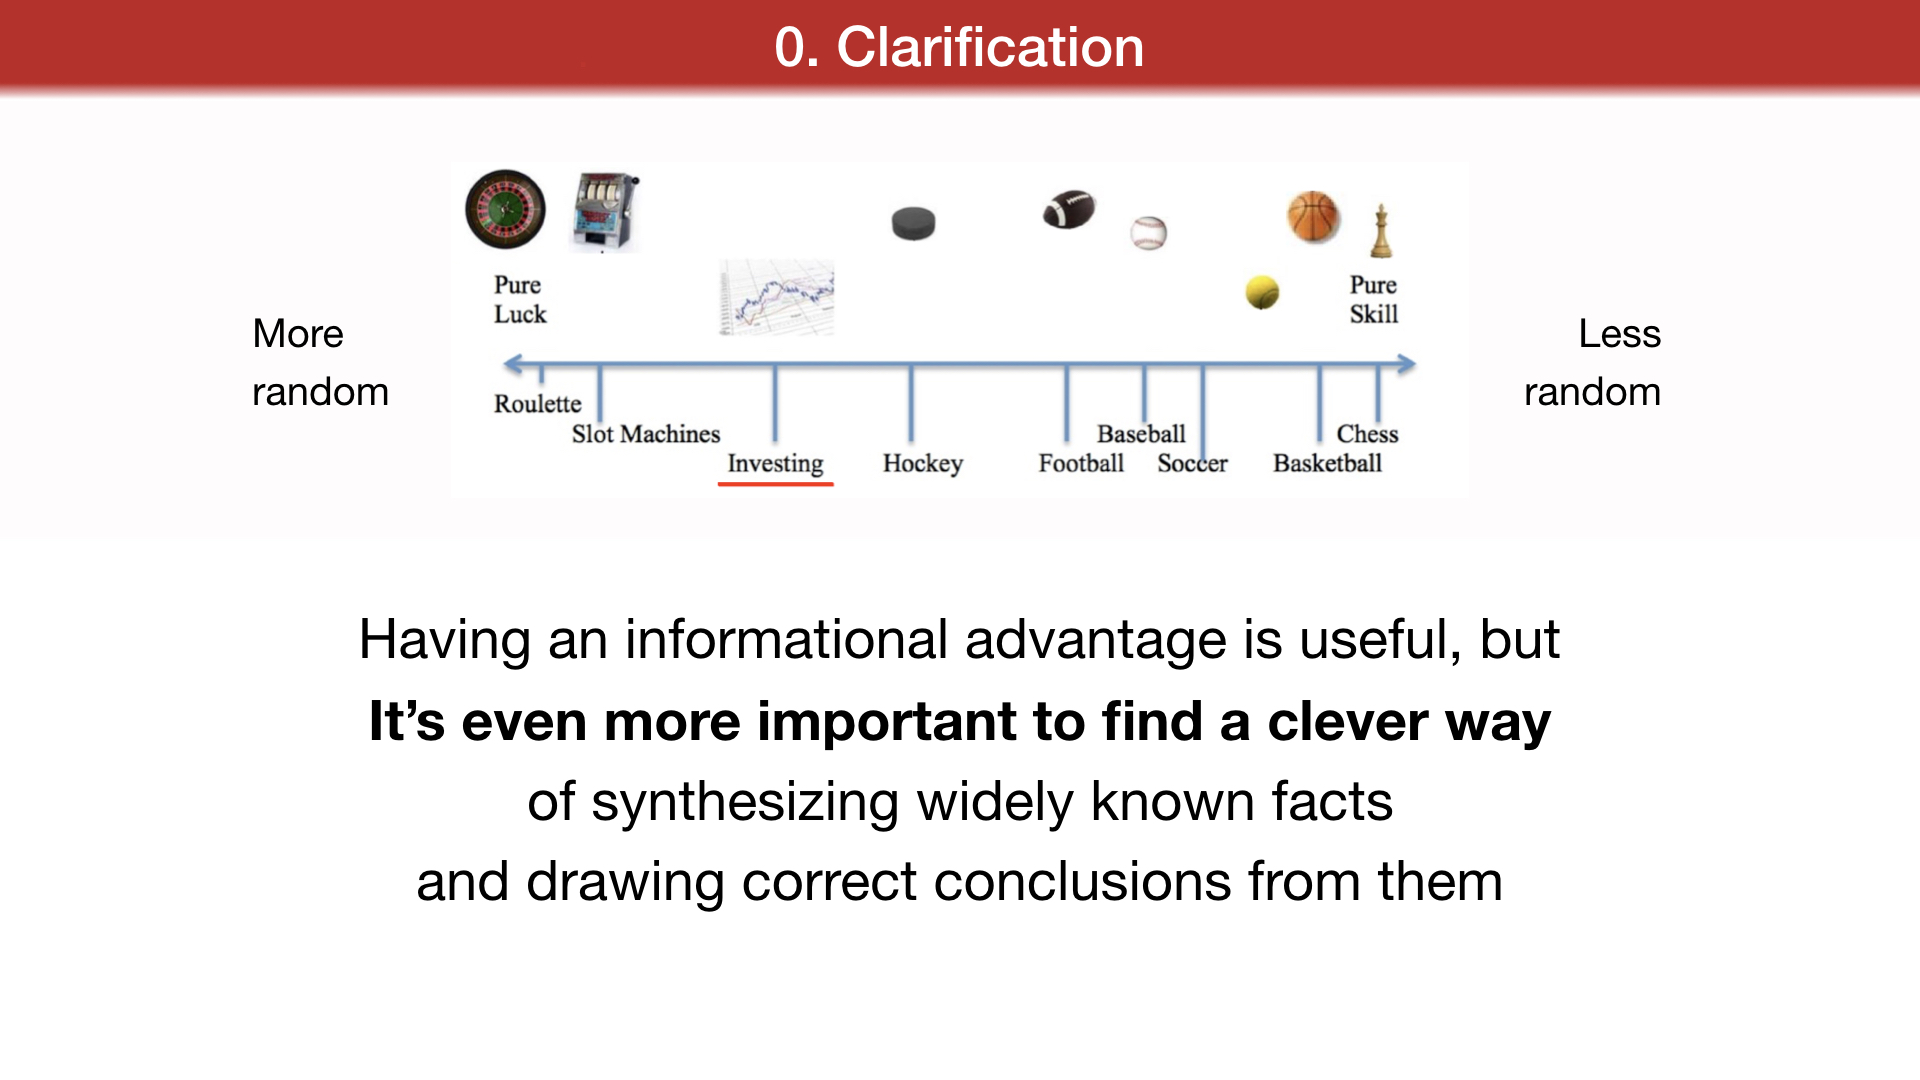 0. Clarification
Pure
Luck
Pure
Skill
More
random
Less
random
Roulette
Slot Machines
Baseball
Chess
Investing
Hockey
Football
Soccer
Basketball
Having an informational advantage is useful, but
It’s even more important to find a clever way
of synthesizing widely known facts
and drawing correct conclusions from them